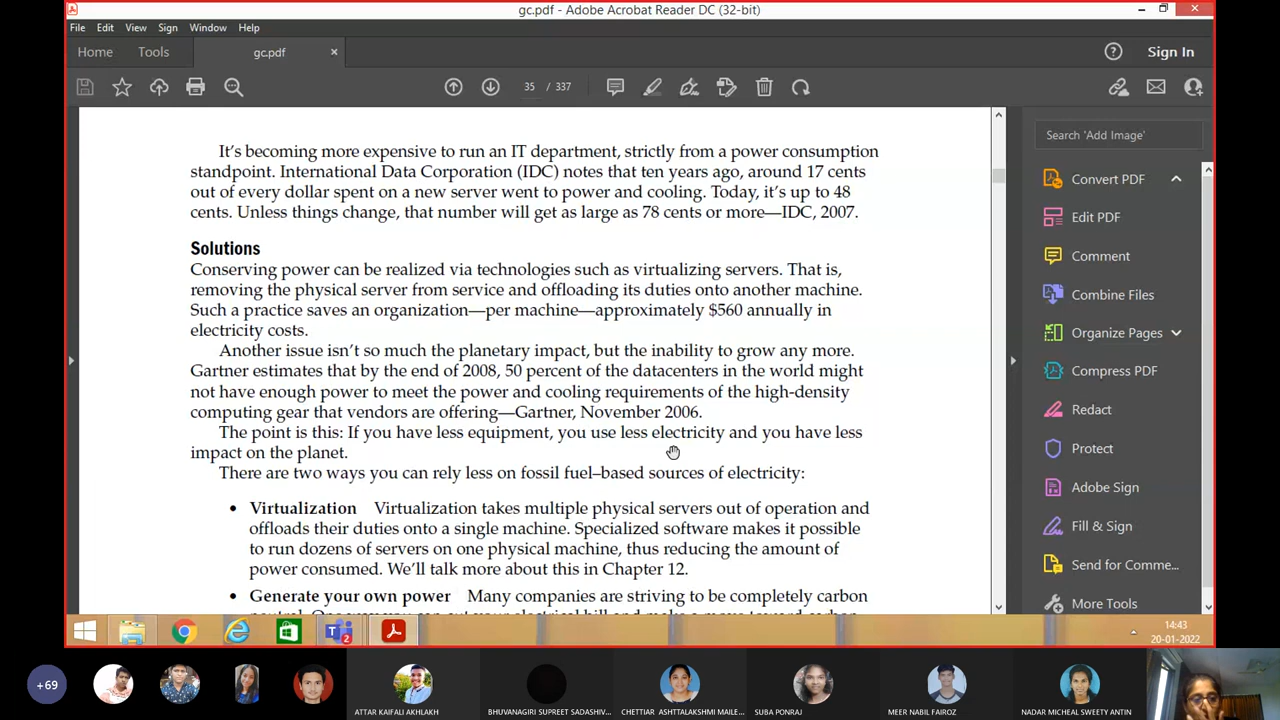 gc.pdf - Adobe Acrobat Reader DC (32-bit)
File Edit View Sign Window Help
Home Tools gc.pdf × Sign In
35 / 337
It's becoming more expensive to run an IT department, strictly from a power consumption
standpoint. International Data Corporation (IDC) notes that ten years ago, around 17 cents
out of every dollar spent on a new server went to power and cooling. Today, it's up to 48
cents. Unless things change, that number will get as large as 78 cents or more—IDC, 2007.
Solutions
Conserving power can be realized via technologies such as virtualizing servers. That is,
removing the physical server from service and offloading its duties onto another machine.
Such a practice saves an organization—per machine—approximately $560 annually in
electricity costs.
Another issue isn't so much the planetary impact, but the inability to grow any more.
Gartner estimates that by the end of 2008, 50 percent of the datacenters in the world might
not have enough power to meet the power and cooling requirements of the high-density
computing gear that vendors are offering—Gartner, November 2006.
The point is this: If you have less equipment, you use less electricity and you have less
impact on the planet.
There are two ways you can rely less on fossil fuel–based sources of electricity:
• Virtualization Virtualization takes multiple physical servers out of operation and
offloads their duties onto a single machine. Specialized software makes it possible
to run dozens of servers on one physical machine, thus reducing the amount of
power consumed. We'll talk more about this in Chapter 12.
• Generate your own power Many companies are striving to be completely carbon
Search 'Add Image'
Convert PDF
Edit PDF
Comment
Combine Files
Organize Pages
Compress PDF
Redact
Protect
Adobe Sign
Fill & Sign
Send for Comme...
More Tools
14:43
20-01-2022
+69
ATTAR KAIFALI AKHLAKH
BHUVANAGIRI SUPREET SADASHIV...
CHETTIAR ASHTTALAKSHMI MAILE...
SUBA PONRAJ
MEER NABIL FAIROZ
NADAR MICHEAL SWEETY ANTIN